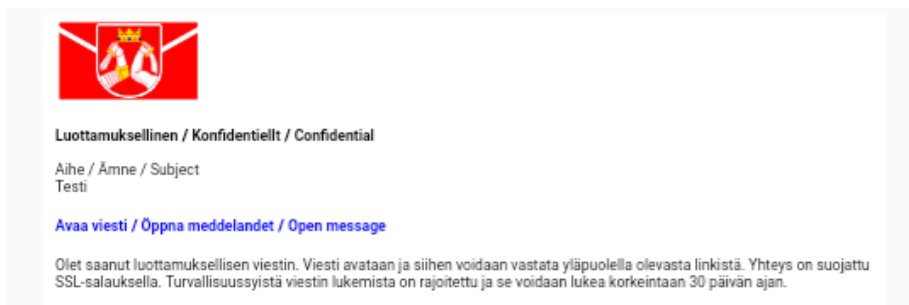 Luottamuksellinen / Konfidentiellt / Confidential
Aihe / Ämne / Subject
Testi
Avaa viesti / Öppna meddelandet / Open message
Olet saanut luottamuksellisen viestin. Viesti avataan ja siihen voidaan vastata yläpuolella olevasta linkistä. Yhteys on suojattu
SSL-salauksella. Turvallisuussyistä viestin lukemista on rajoitettu ja se voidaan lukea korkeintaan 30 päivän ajan.